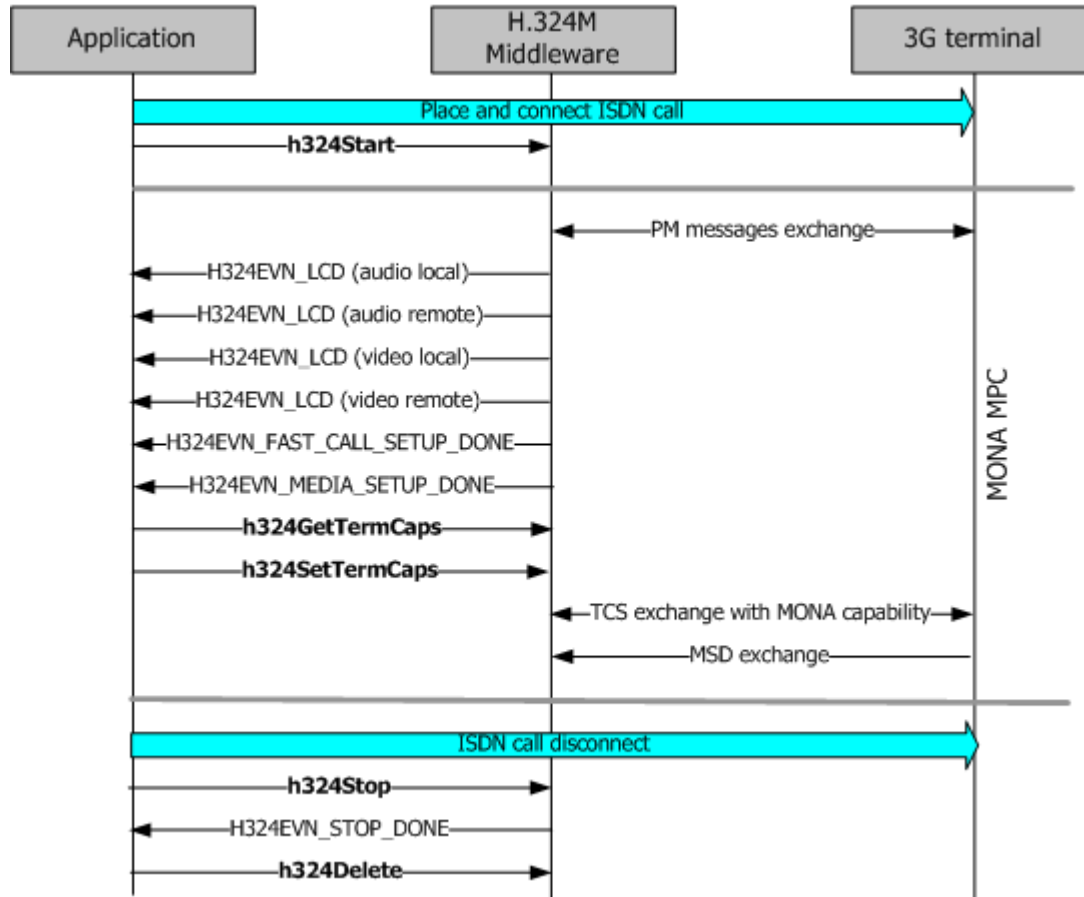 Application
H.324M
Middleware
3G terminal
Place and connect ISDN call
h324Start
PM messages exchange
H324EVN_LCD (audio local)
H324EVN_LCD (audio remote)
H324EVN_LCD (video local)
H324EVN_LCD (video remote)
H324EVN_FAST_CALL_SETUP_DONE
H324EVN_MEDIA_SETUP_DONE
h324GetTermCaps
h324SetTermCaps
TCS exchange with MONA capability
MSD exchange
MONA MPC
ISDN call disconnect
h324Stop
H324EVN_STOP_DONE
h324Delete